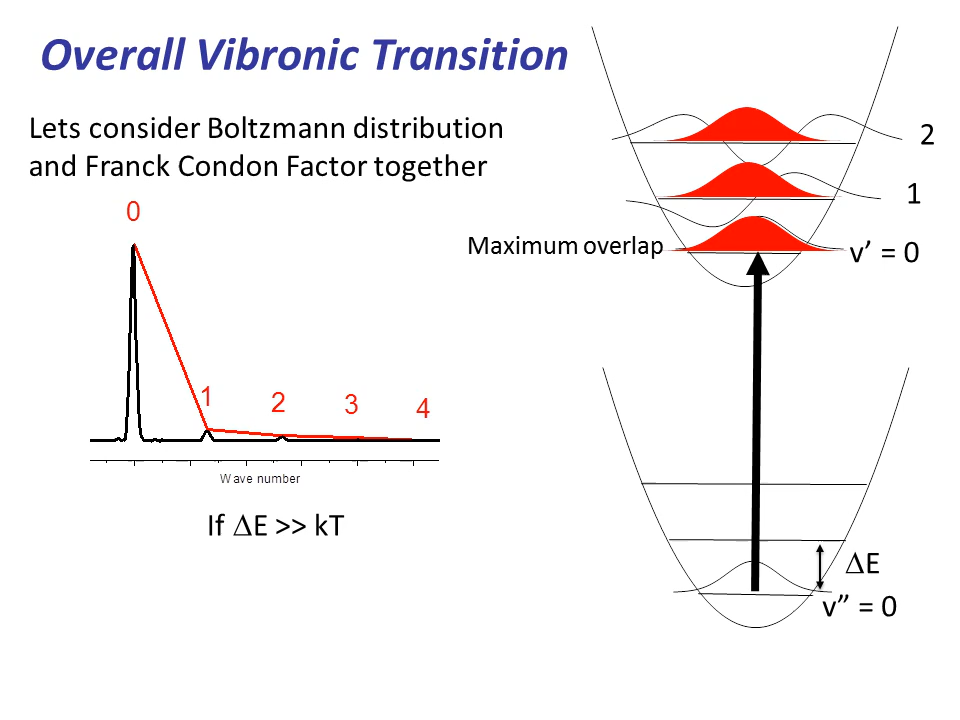 Overall Vibronic Transition
Lets consider Boltzmann distribution
and Franck Condon Factor together
0
1
2
3
4
Wave number
If ΔE >> kT
2
1
Maximum overlap
v’ = 0
ΔE
v” = 0